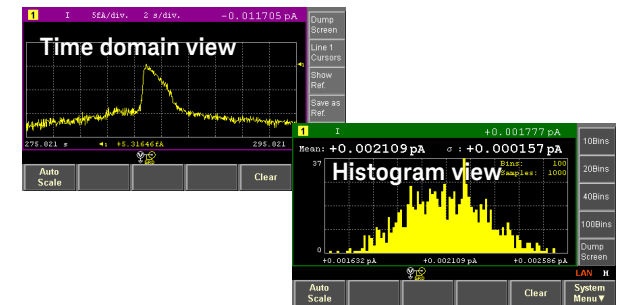 1 I 5fA/div. 2 s/div. -0.011705 pA
Time domain view
Dump Screen
Line 1 Cursors
Show Ref.
Save as Ref.
275.821 s +5.31646fA 295.821
Auto Scale
Clear
1 I +0.001777 pA
Mean: +0.002109 pA σ : +0.000157 pA
37
Bins: 100
Samples: 1000
Histogram view
0
+0.001632 pA +0.002109 pA +0.002586 pA
10Bins
20Bins
40Bins
100Bins
Dump Screen
LAN H
Auto Scale
Clear
System Menu▼